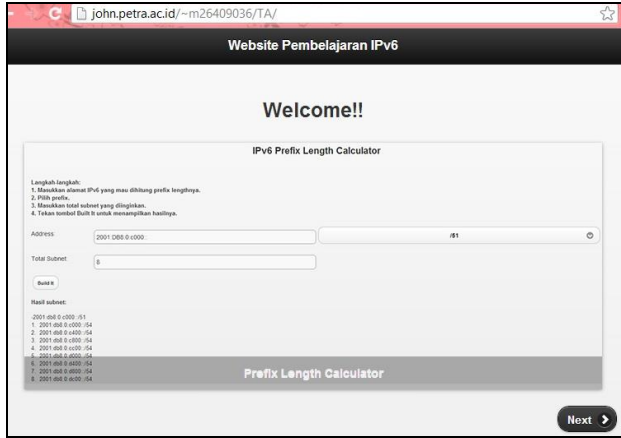 john.petra.ac.id/~m26409036/TA/
Website Pembelajaran IPv6
Welcome!!
IPv6 Prefix Length Calculator
Langkah-langkah:
1. Masukkan alamat IPv6 yang mau dihitung prefix lengthnya.
2. Pilih prefix.
3. Masukkan total subnet yang diinginkan.
4. Tekan tombol Built It untuk menampilkan hasilnya.
Address
2001:DB8:0:c000::
/51
Total Subnet
8
Build It
Hasil subnet:
-2001:db8:0:c000::/51
1. 2001:db8:0:c000::/54
2. 2001:db8:0:c400::/54
3. 2001:db8:0:c800::/54
4. 2001:db8:0:cc00::/54
5. 2001:db8:0:d000::/54
6. 2001:db8:0:d400::/54
7. 2001:db8:0:d800::/54
8. 2001:db8:0:dc00::/54
Prefix Length Calculator
Next